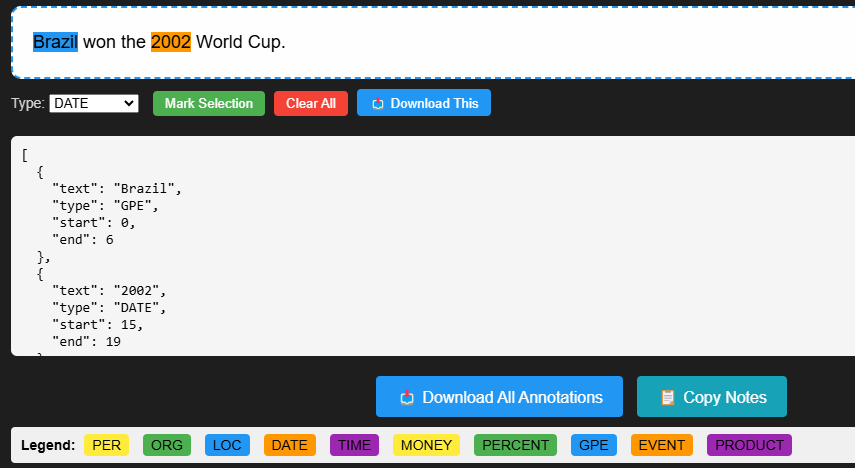 Brazil won the 2002 World Cup.
Type: DATE Mark Selection Clear All Download This
[
{
"text": "Brazil",
"type": "GPE",
"start": 0,
"end": 6
},
{
"text": "2002",
"type": "DATE",
"start": 15,
"end": 19
Download All Annotations Copy Notes
Legend: PER ORG LOC DATE TIME MONEY PERCENT GPE EVENT PRODUCT